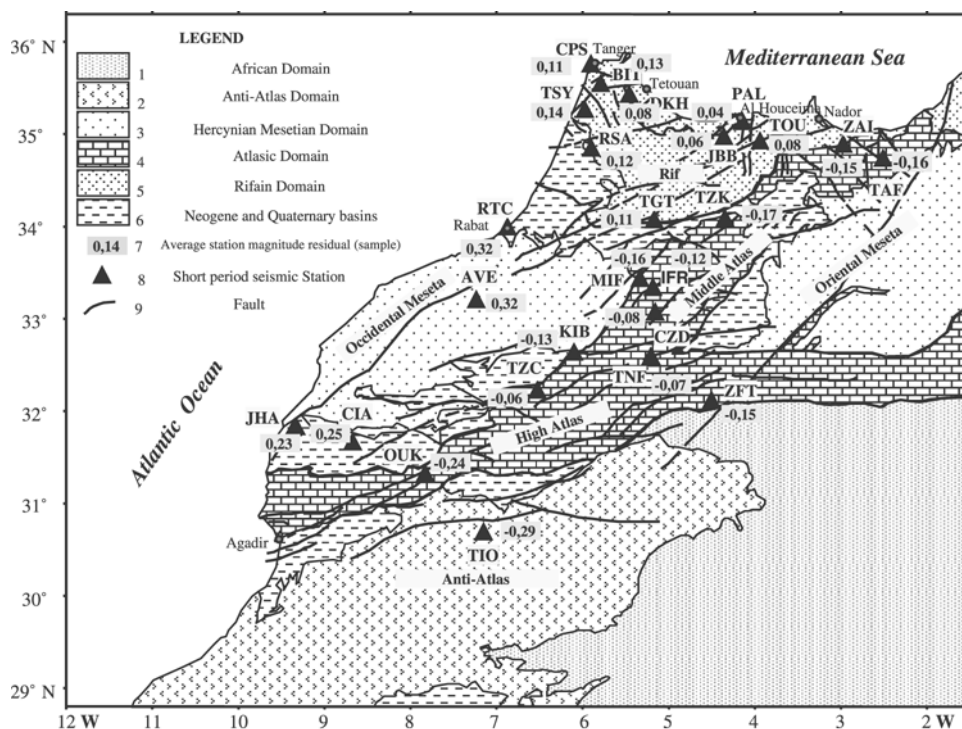 LEGEND
1 African Domain
2 Anti-Atlas Domain
3 Hercynian Mesetian Domain
4 Atlasic Domain
5 Rifain Domain
6 Neogene and Quaternary basins
0,14 7 Average station magnitude residual (sample)
8 Short period seismic Station
9 Fault
36° N
35° N
34° N
33° N
32° N
31° N
30° N
29° N
12 W
11
10
9
8
7
6
5
4
3
2 W
Mediterranean Sea
Atlantic Ocean
CPS Tanger
0,11
0,13
BIT
Tetouan
TSY
0,14
0,08
DKH
0,04
PAL
Al Houceima
Nador
RSA
0,12
0,06
JBB
TOU
0,08
ZAI
-0,15
-0,16
TAF
Rif
TGT
0,11
TZK
-0,17
RTC
Rabat
0,32
AVE
0,32
-0,16
-0,12
MIF
IFR
-0,08
Middle Atlas
Oriental Meseta
Occidental Meseta
-0,13
KIB
CZD
TZC
-0,06
TNF
-0,07
ZFT
-0,15
High Atlas
JHA
0,23
0,25
CIA
OUK
-0,24
Agadir
-0,29
TIO
Anti-Atlas